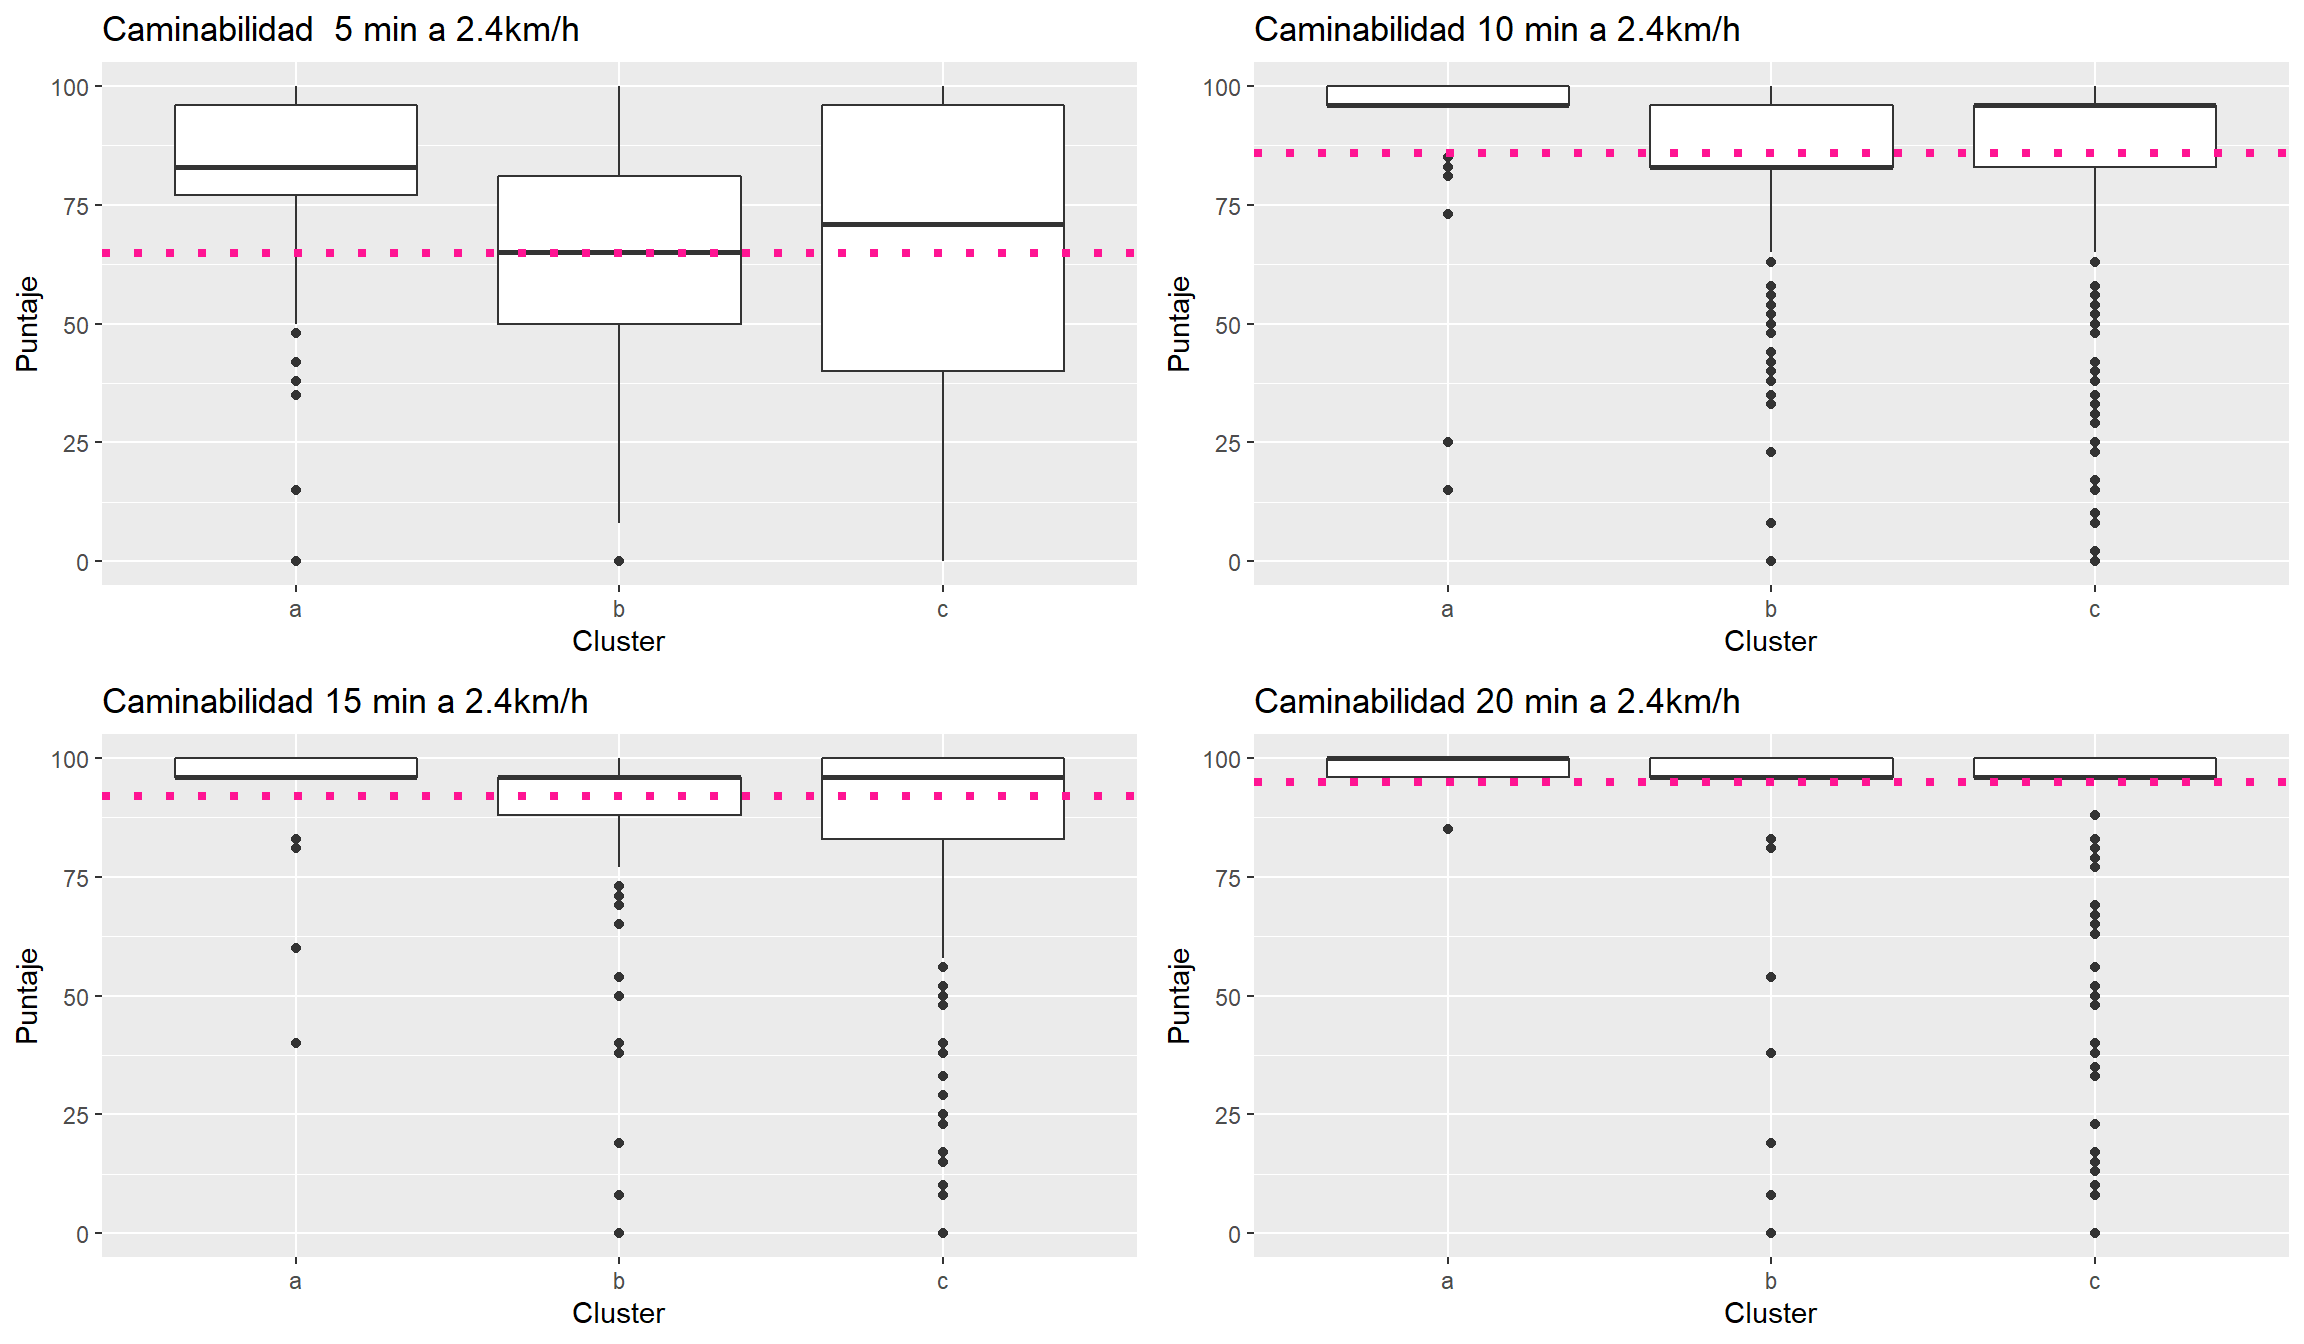 Caminabilidad  5 min a 2.4km/h
100
75
50
25
0
Puntaje
a b c
Cluster
Caminabilidad 10 min a 2.4km/h
100
75
50
25
0
Puntaje
a b c
Cluster
Caminabilidad 15 min a 2.4km/h
100
75
50
25
0
Puntaje
a b c
Cluster
Caminabilidad 20 min a 2.4km/h
100
75
50
25
0
Puntaje
a b c
Cluster